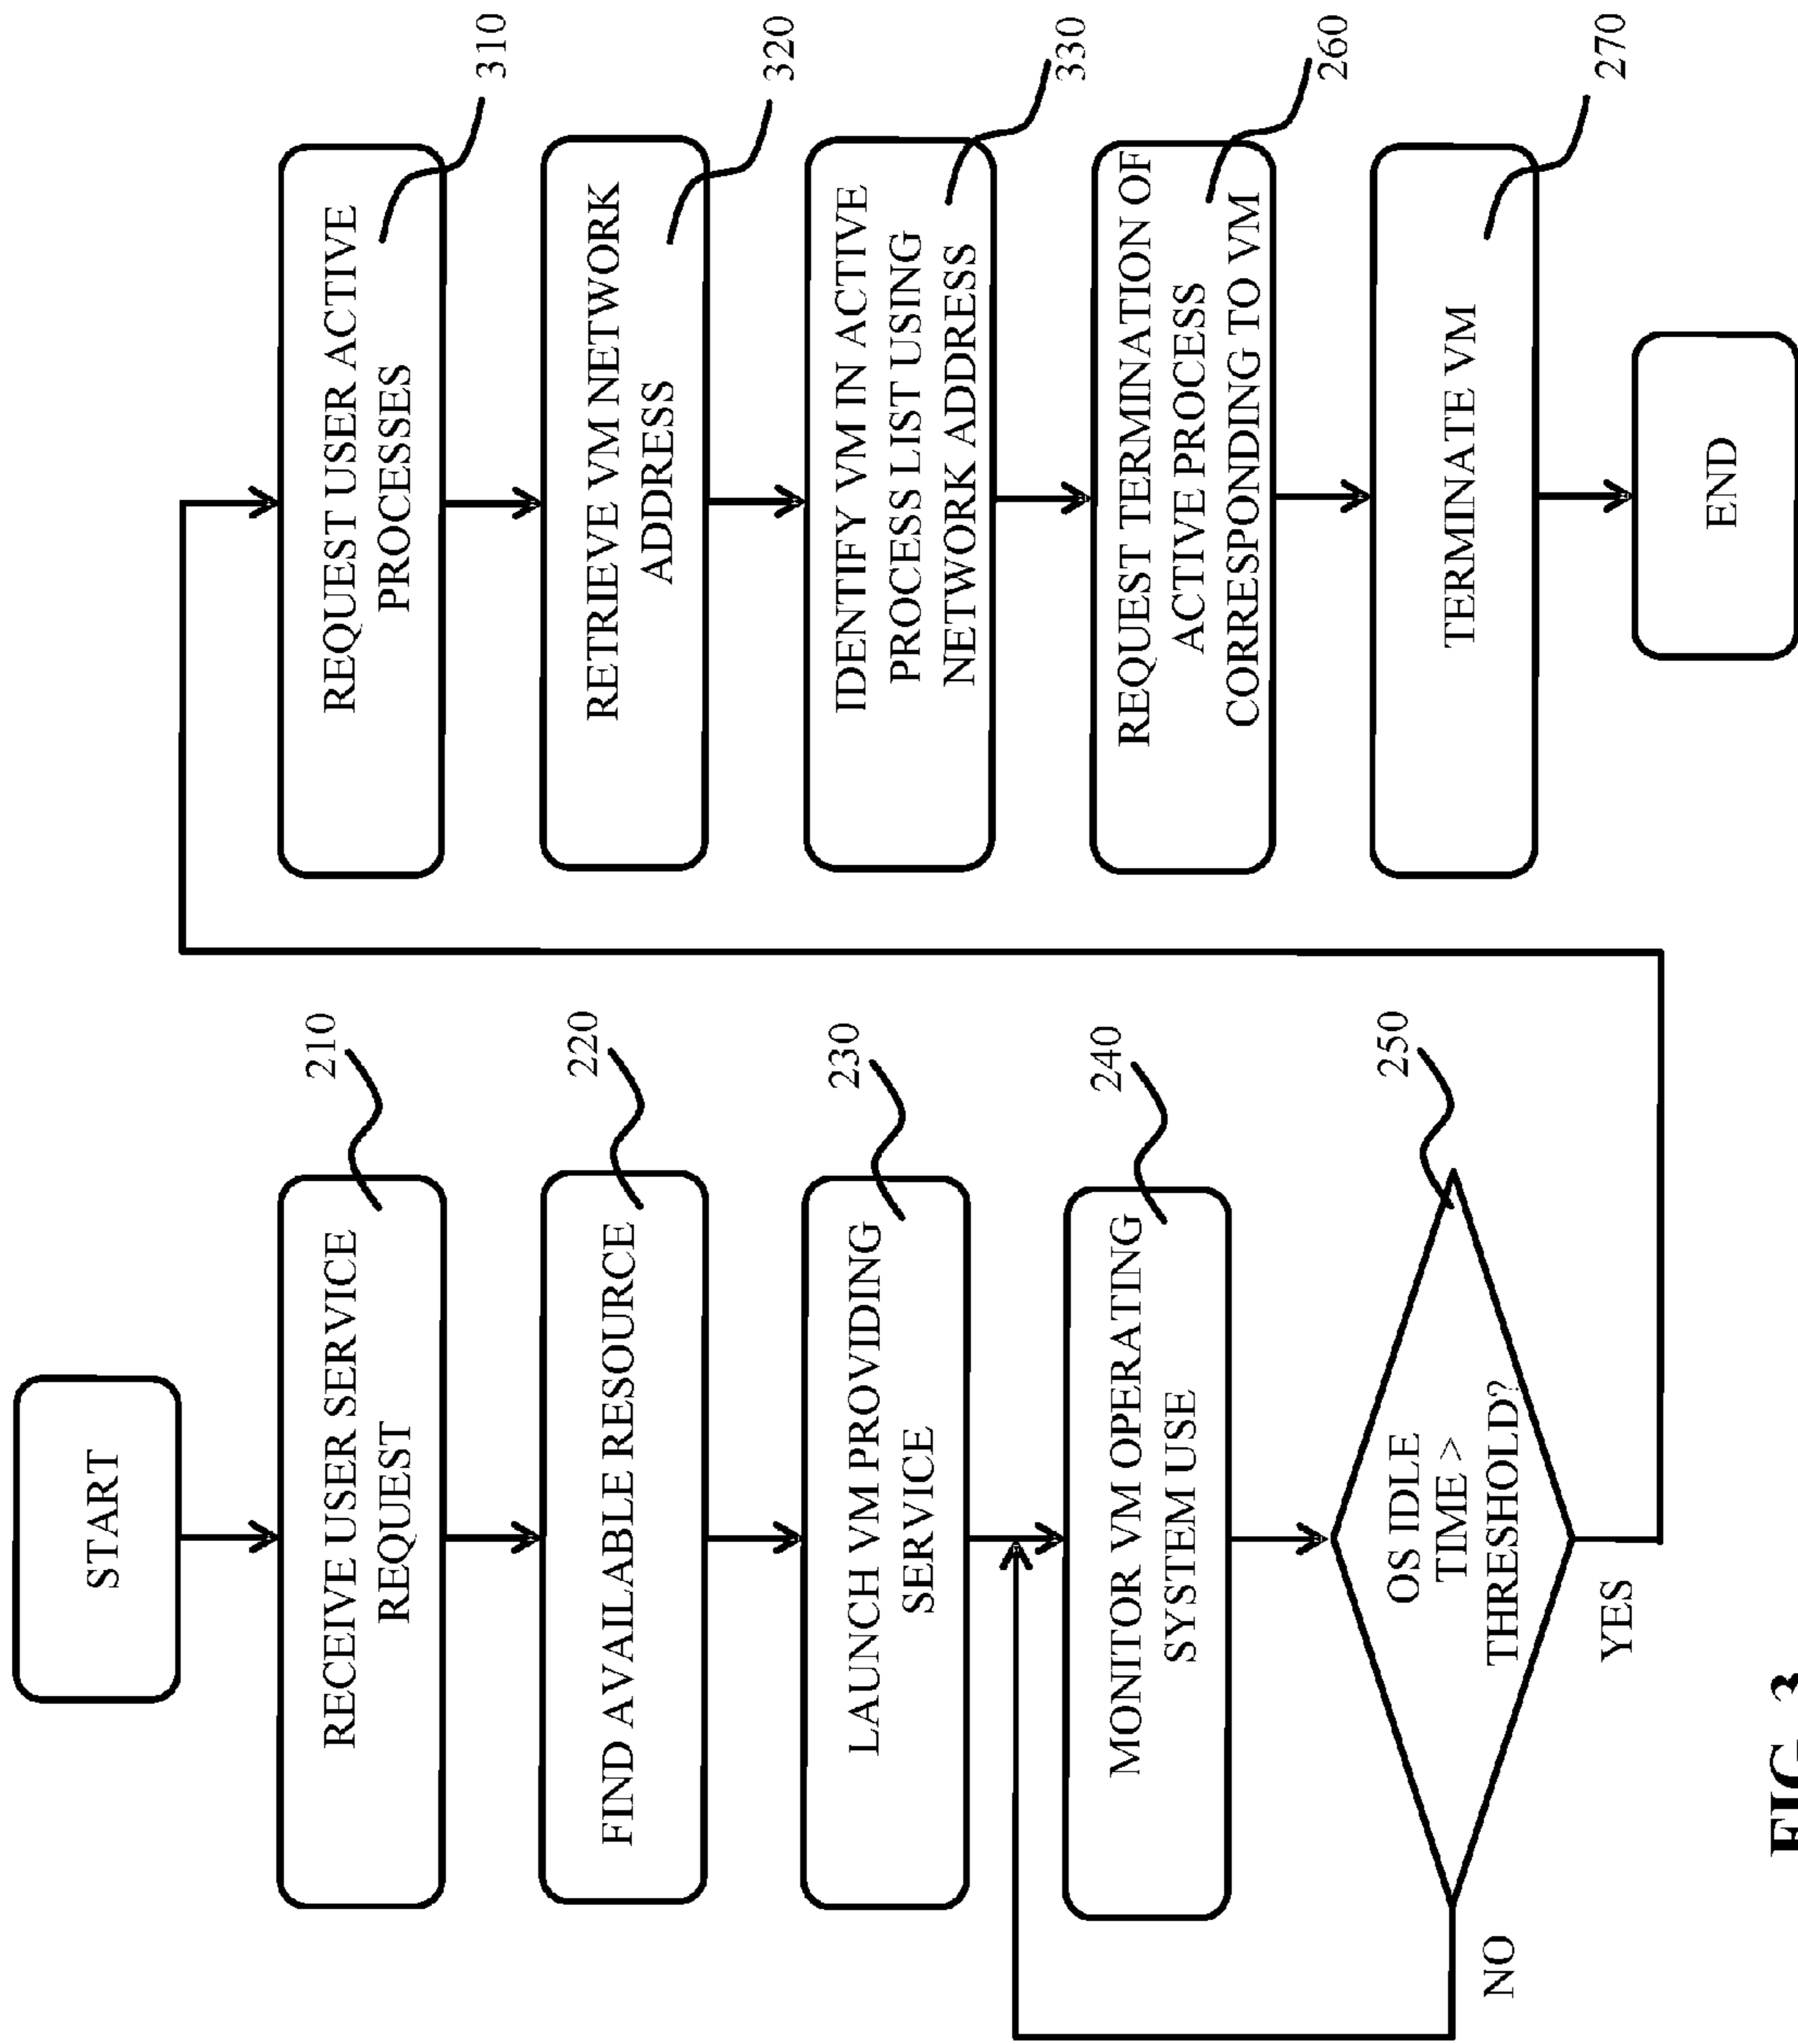 START
RECEIVE USER SERVICE
REQUEST
210
FIND AVAILABLE RESOURCE
220
LAUNCH VM PROVIDING
SERVICE
230
MONITOR VM OPERATING
SYSTEM USE
240
OS IDLE
TIME >
THRESHOLD?
250
NO
YES
REQUEST USER ACTIVE
PROCESSES
310
RETRIEVE VM NETWORK
ADDRESS
320
IDENTIFY VM IN ACTIVE
PROCESS LIST USING
NETWORK ADDRESS
330
REQUEST TERMINATION OF
ACTIVE PROCESS
CORRESPONDING TO VM
260
TERMINATE VM
270
END
FIG. 3